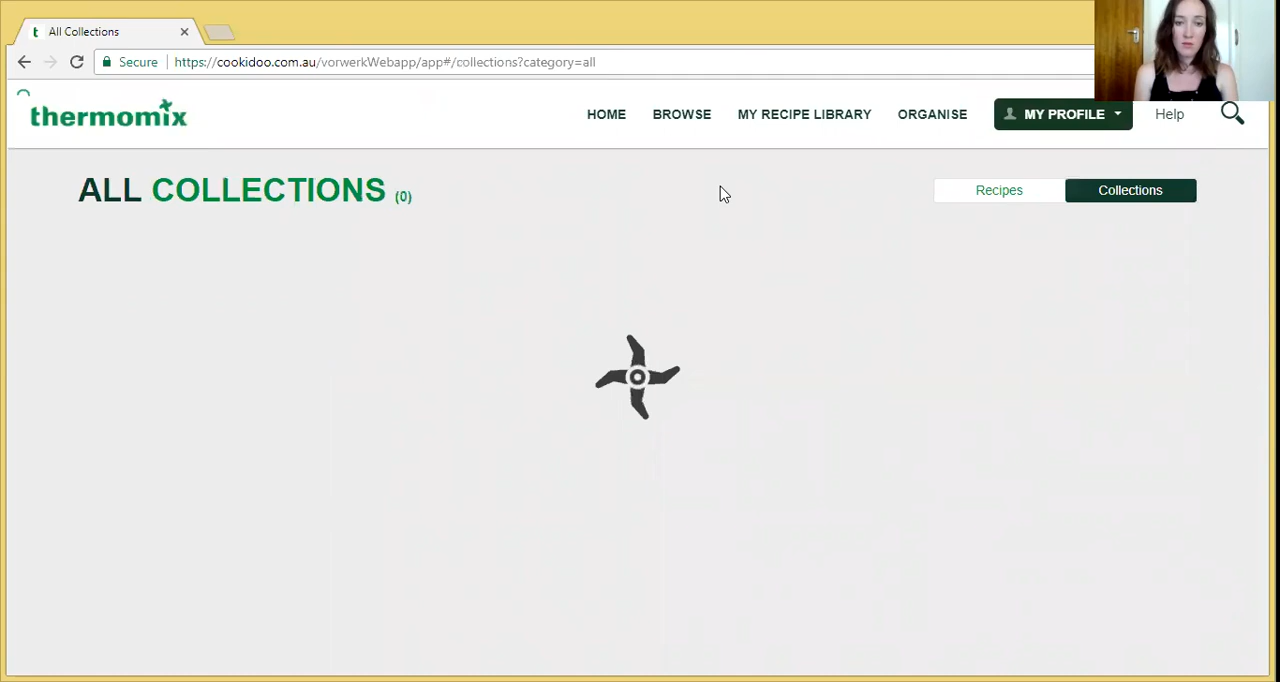 All Collections
Secure https://cookidoo.com.au/vorwerkWebapp/app#/collections?category=all
thermomix HOME BROWSE MY RECIPE LIBRARY ORGANISE MY PROFILE Help
ALL COLLECTIONS (0) Recipes Collections